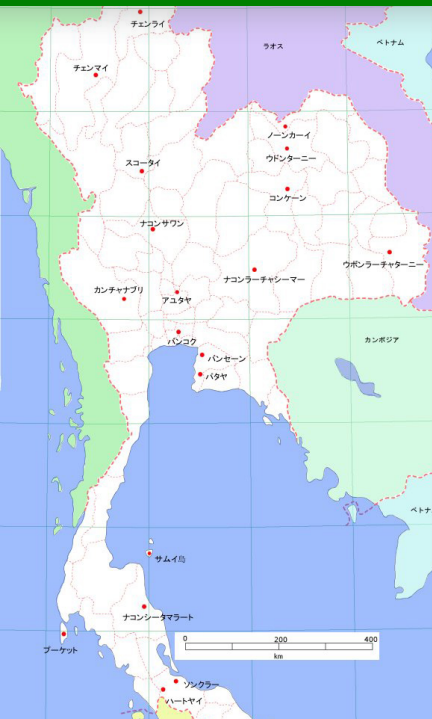 チェンライ
ラオス
ベトナム
チェンマイ
ノーンカーイ
ウドンターニー
スコータイ
コンケーン
ナコンサワン
ウボンラーチャターニー
ナコンラーチャシーマー
カンチャナブリ
アユタヤ
バンコク
カンボジア
バンセーン
パタヤ
ベトナ
サムイ島
ナコンシータマラート
0 200 400
km
プーケット
ソンクラー
ハートヤイ